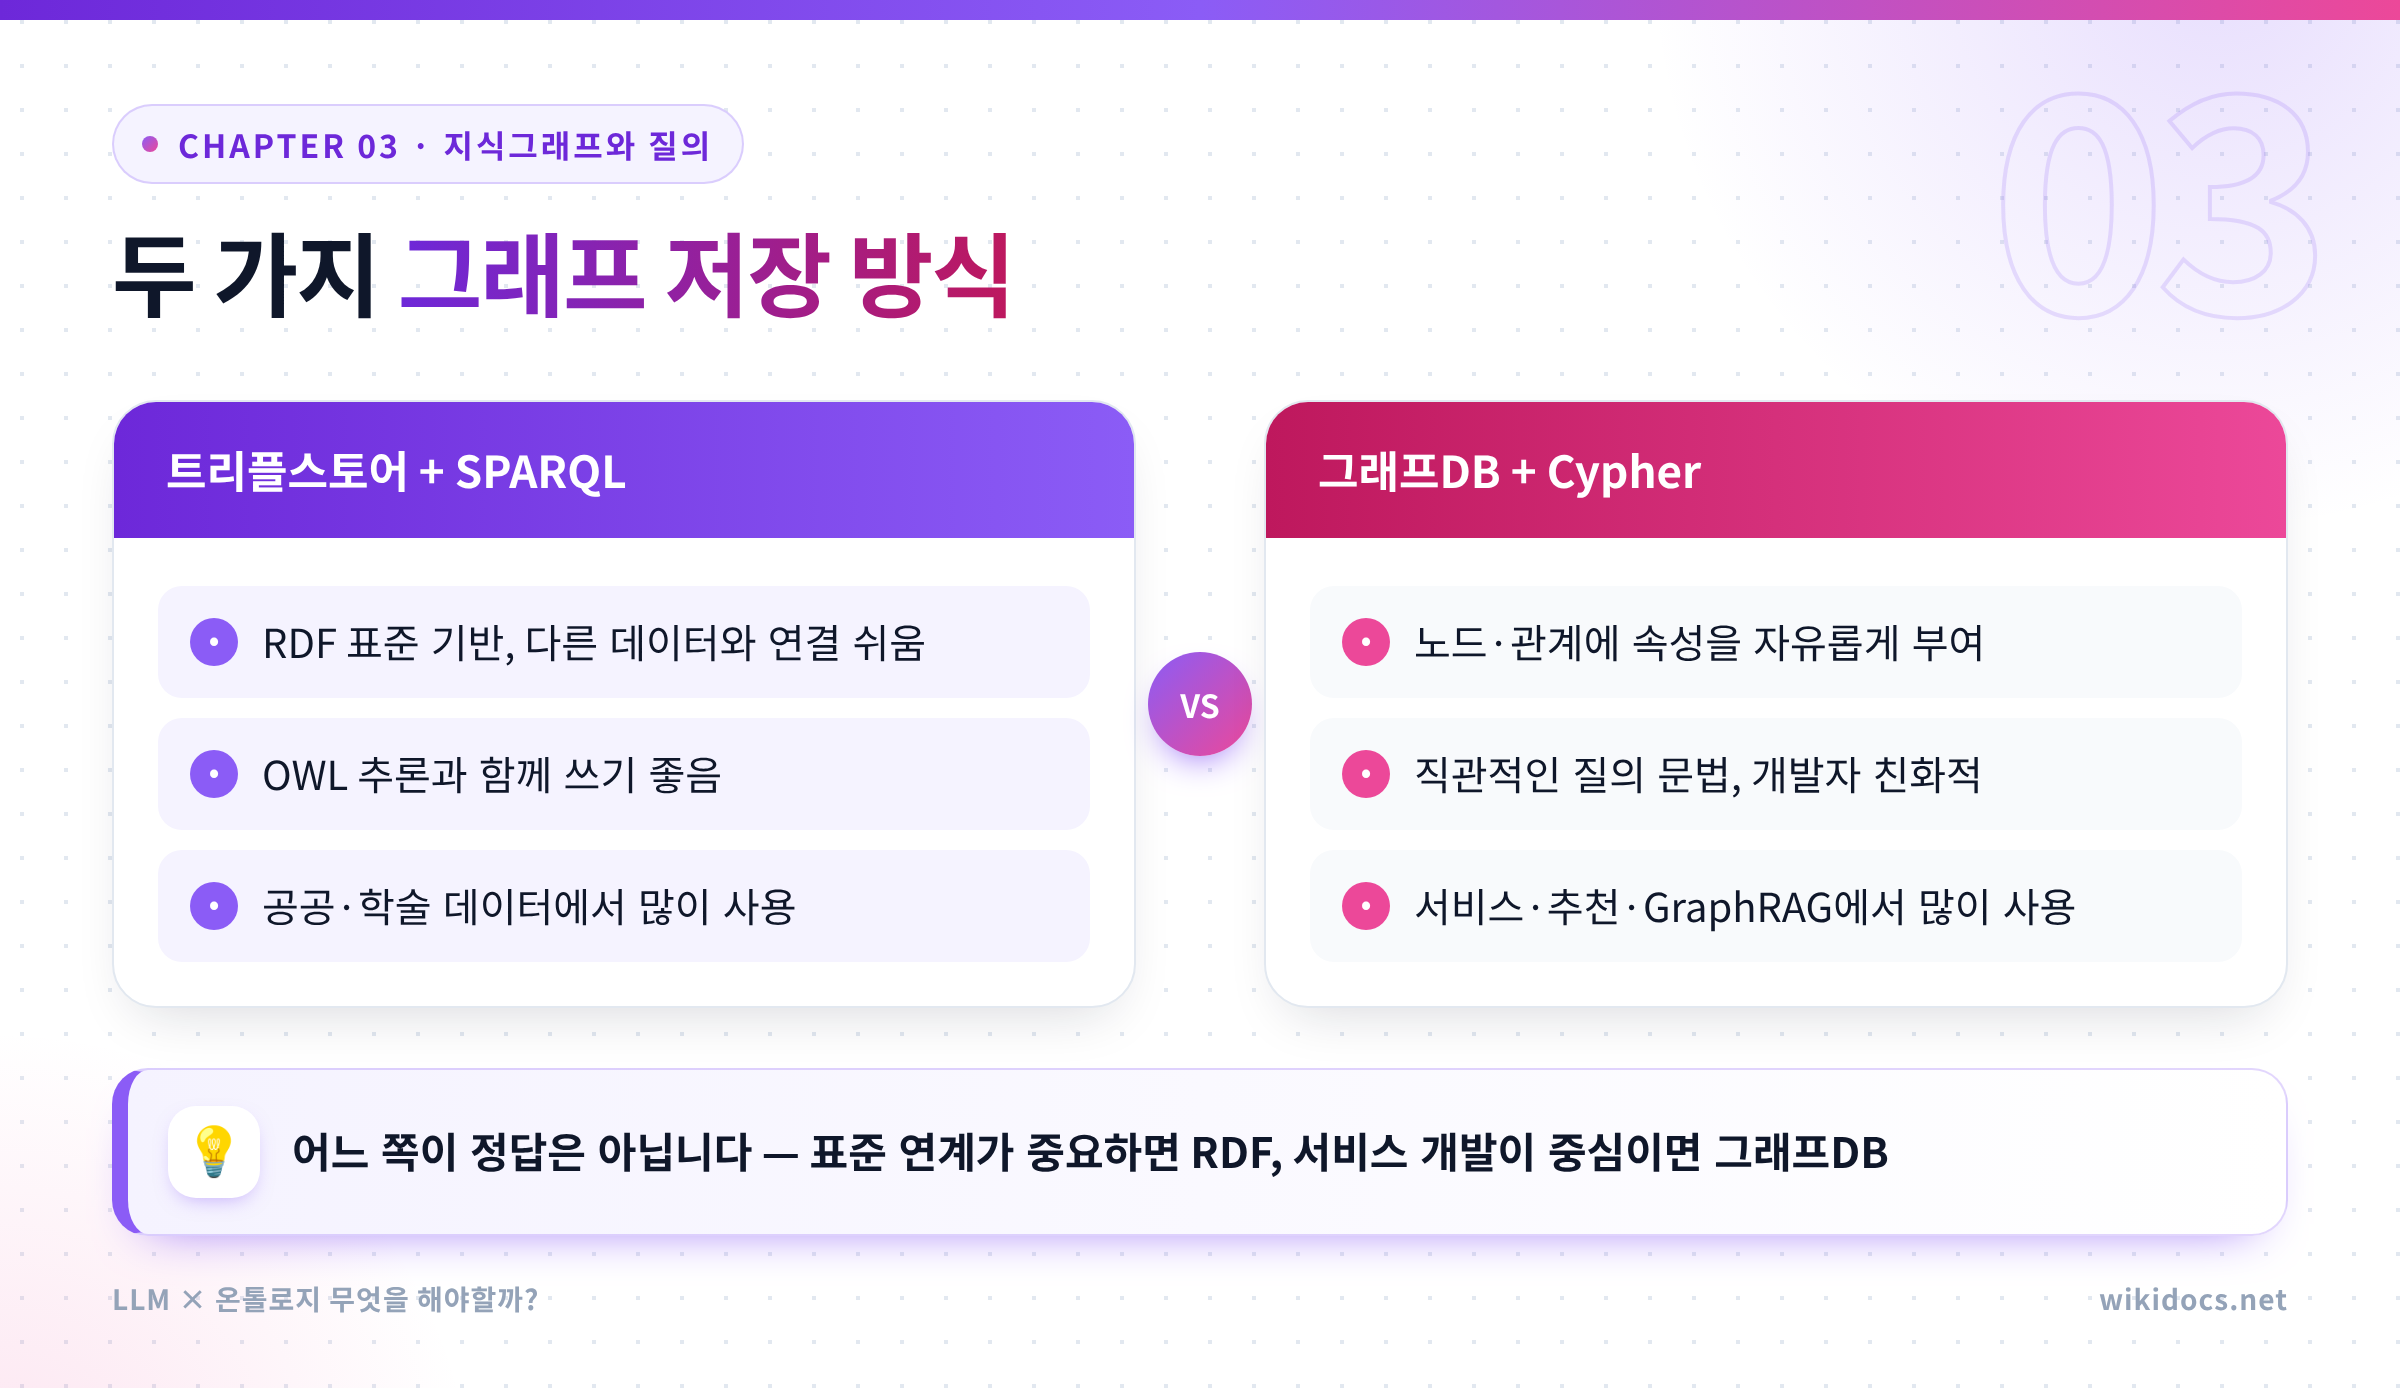 CHAPTER 03 · 지식그래프와 질의
03
두 가지 그래프 저장 방식
트리플스토어 + SPARQL
RDF 표준 기반, 다른 데이터와 연결 쉬움
OWL 추론과 함께 쓰기 좋음
공공·학술 데이터에서 많이 사용
VS
그래프DB + Cypher
노드·관계에 속성을 자유롭게 부여
직관적인 질의 문법, 개발자 친화적
서비스·추천·GraphRAG에서 많이 사용
어느 쪽이 정답은 아닙니다 — 표준 연계가 중요하면 RDF, 서비스 개발이 중심이면 그래프DB
LLM × 온톨로지 무엇을 해야할까?
wikidocs.net